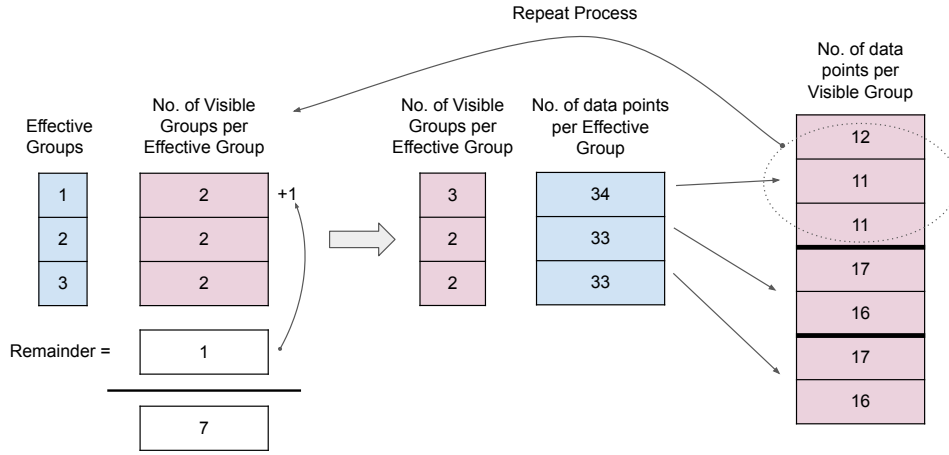 Repeat Process
No. of data
points per
Visible Group
Effective
Groups
No. of Visible
Groups per
Effective Group
No. of Visible
Groups per
Effective Group
No. of data points
per Effective
Group
1
2
3
2
+1
2
2
3
2
2
34
33
33
12
11
11
17
16
17
16
Remainder =
1
7